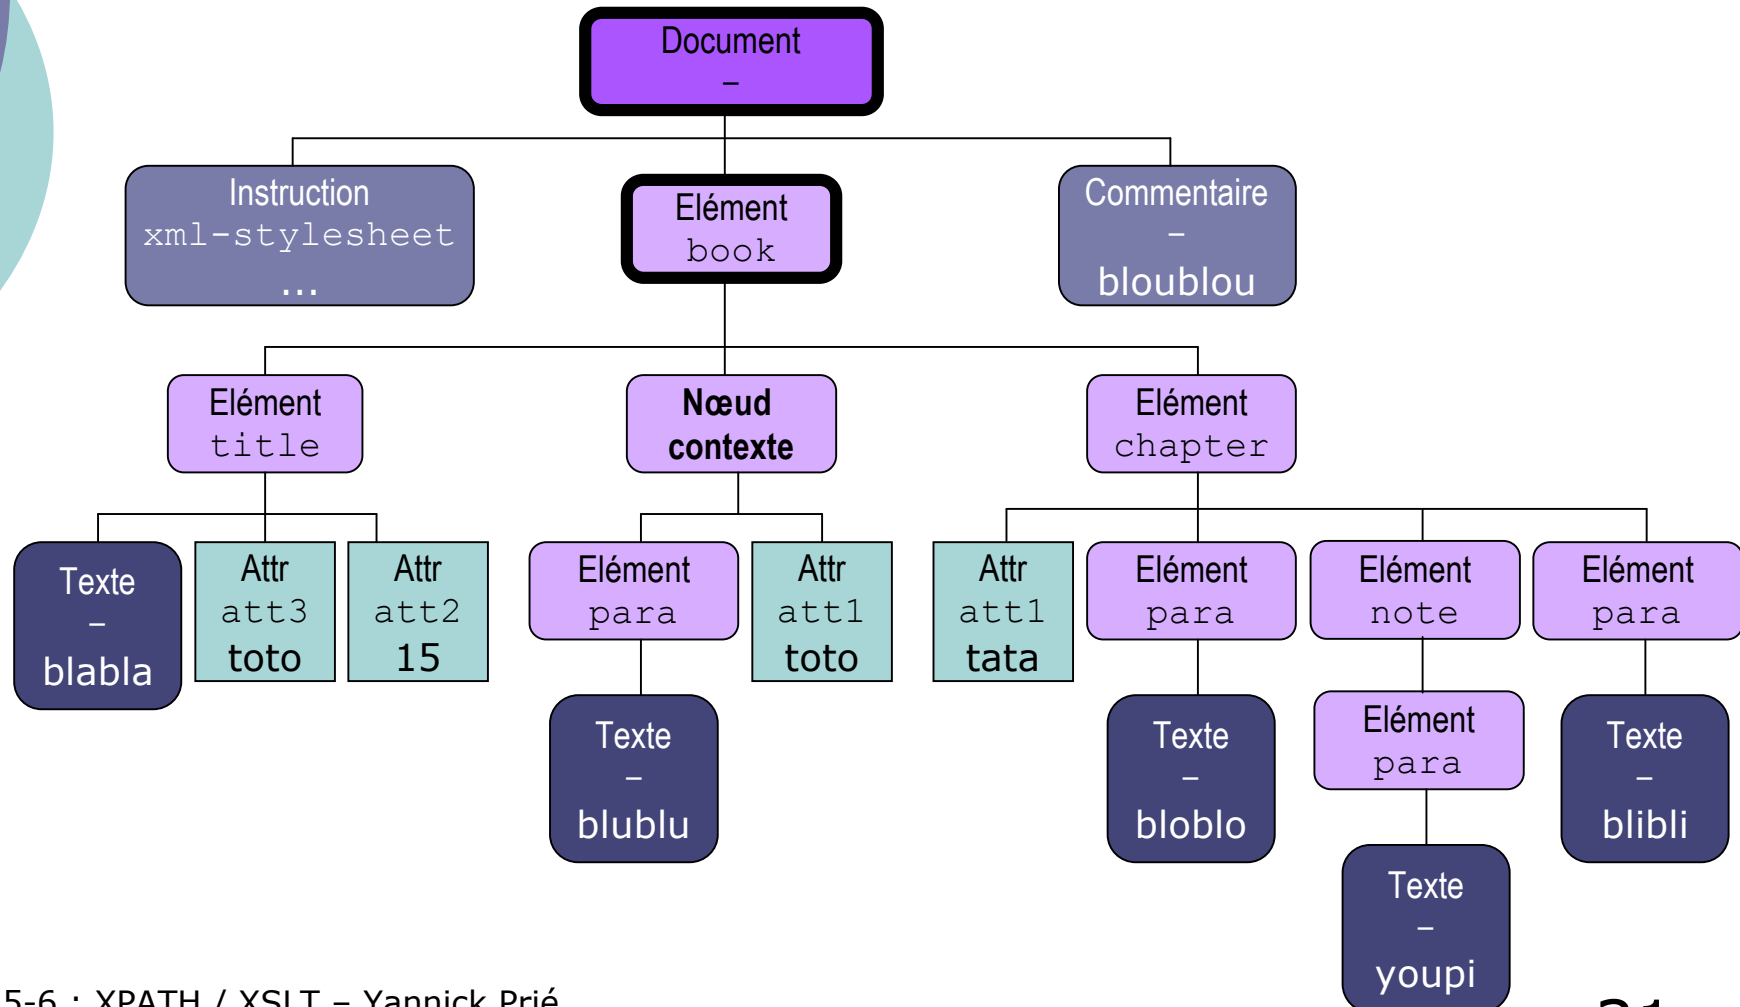 Document
–
Instruction
xml-stylesheet
...
Elément
book
Commentaire
–
bloublou
Elément
title
Nœud
contexte
Elément
chapter
Texte
–
blabla
Attr
att3
toto
Attr
att2
15
Elément
para
Attr
att1
toto
Attr
att1
tata
Elément
para
Elément
note
Elément
para
Texte
–
blublu
Texte
–
bloblo
Elément
para
Texte
–
blibli
Texte
–
youpi
5-6 : XPATH / XSLT – Yannick Prié